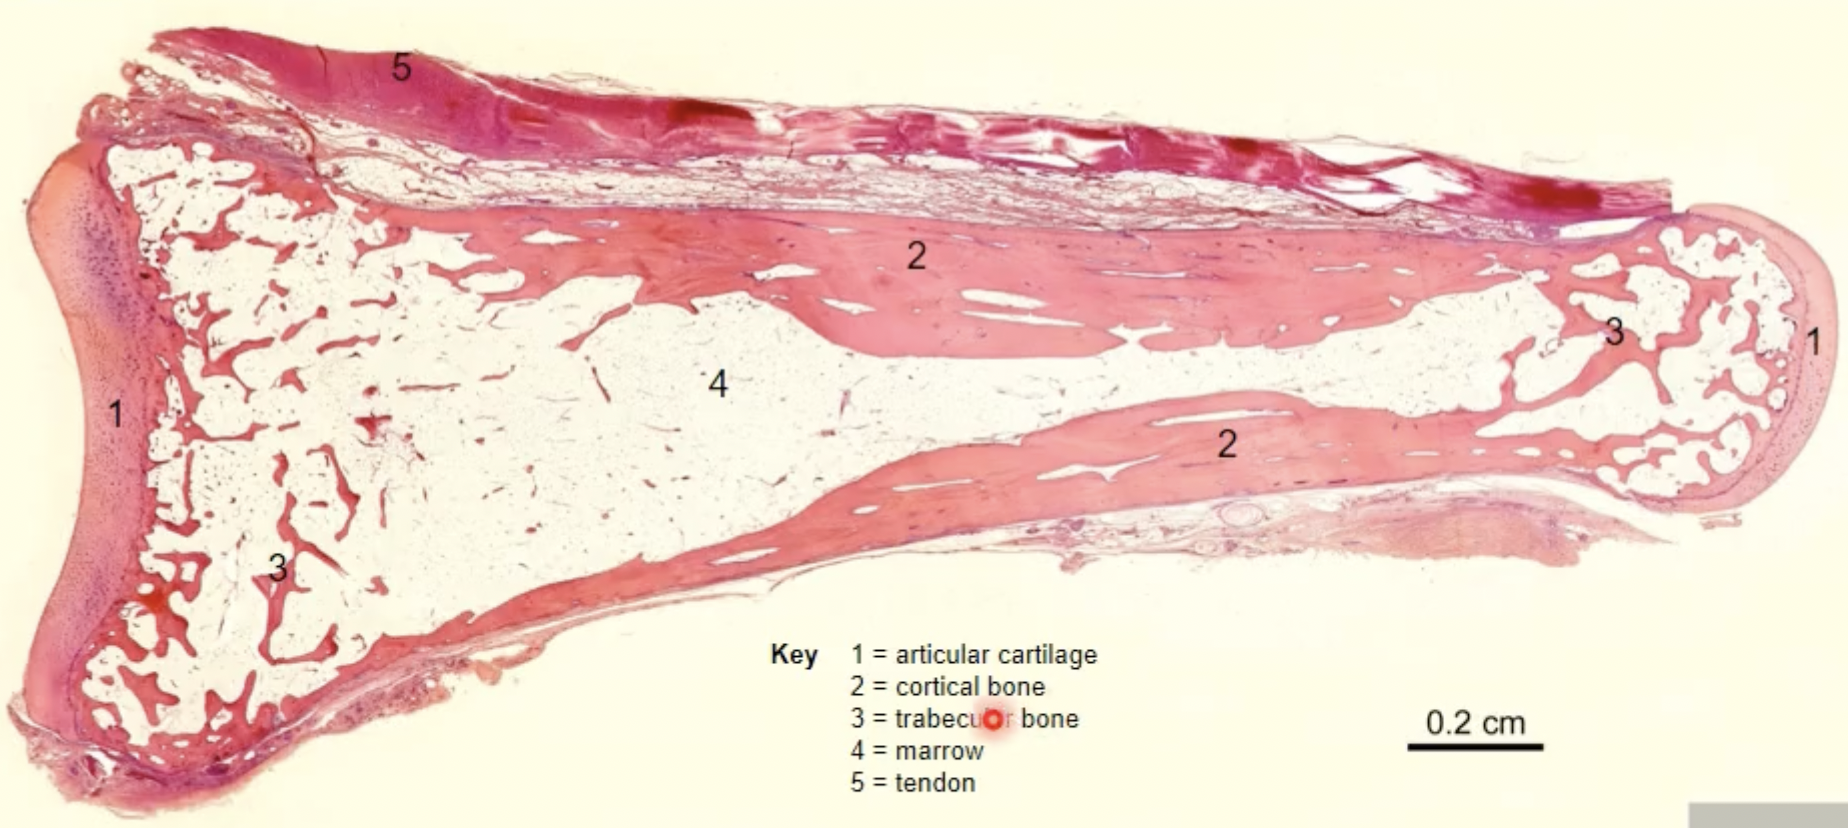 5
2
3
1
4
1
2
3
Key 1 = articular cartilage
2 = cortical bone
3 = trabecular bone
4 = marrow
5 = tendon
0.2 cm